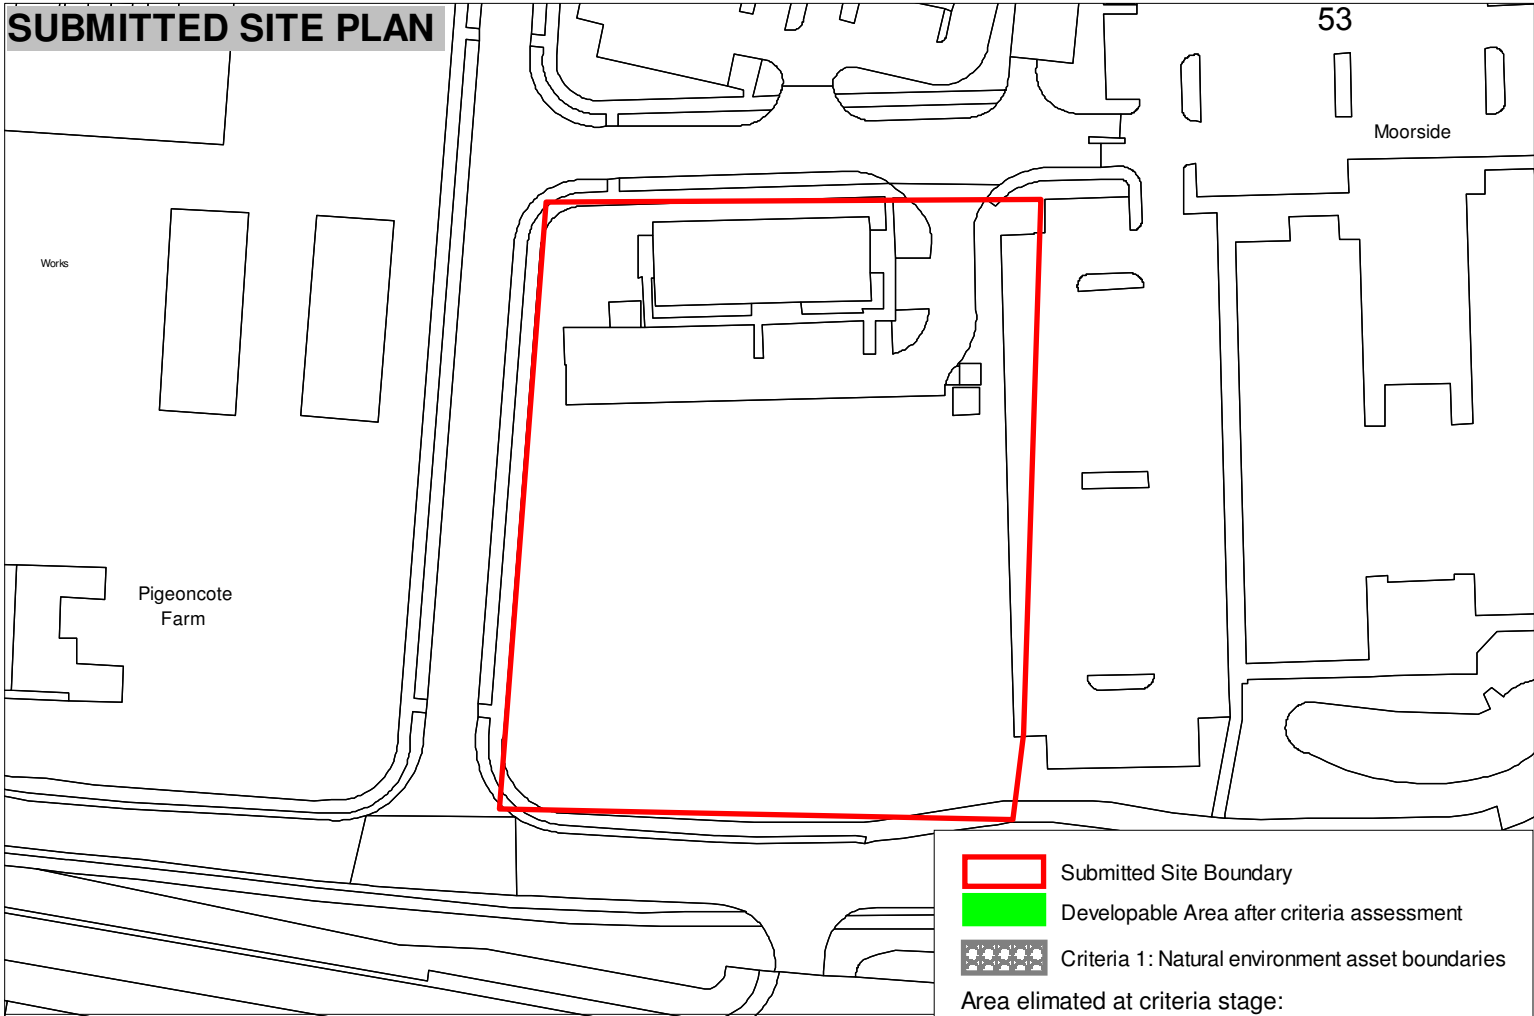 SUBMITTED SITE PLAN
53
Moorside
Works
Pigeoncote
Farm
Submitted Site Boundary
Developable Area after criteria assessment
Criteria 1: Natural environment asset boundaries
Area elimated at criteria stage: